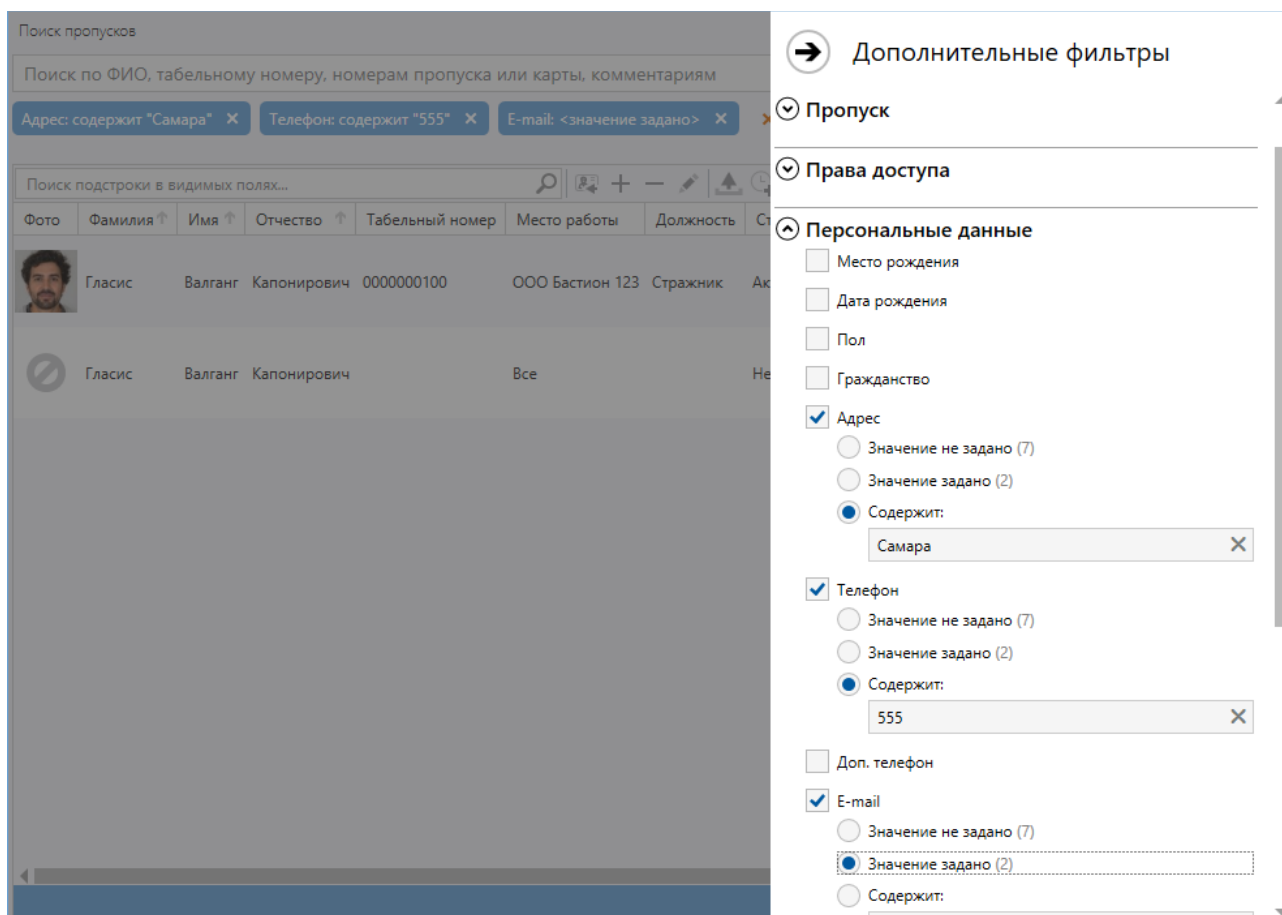 Поиск пропусков
Поиск по ФИО, табельному номеру, номерам пропуска или карты, комментариям
Адрес: содержит "Самара" Телефон: содержит "555" E-mail: <значение задано>
Поиск подстроки в видимых полях...
Фото Фамилия Имя Отчество Табельный номер Место работы Должность Ст
Гласис Валганг Капонирович 0000000100 ООО Бастион 123 Стражник Ак
Гласис Валганг Капонирович Все Не
Дополнительные фильтры
Пропуск
Права доступа
Персональные данные
Место рождения
Дата рождения
Пол
Гражданство
Адрес
Значение не задано (7)
Значение задано (2)
Содержит:
Самара
Телефон
Значение не задано (7)
Значение задано (2)
Содержит:
555
Доп. телефон
E-mail
Значение не задано (7)
Значение задано (2)
Содержит: